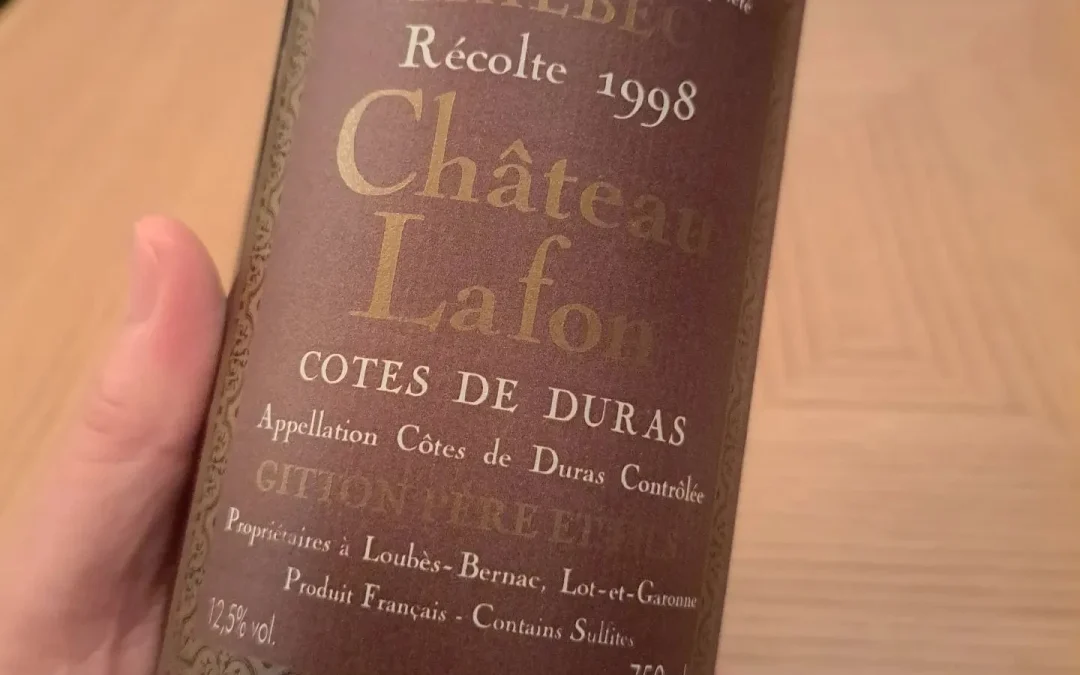 Récolte 1998
Château
Lafon
COTES DE DURAS
Appellation Côtes de Duras Contrôlée
GITTON PÈRE ET FILS
Propriétaires à Loubès-Bernac, Lot-et-Garonne
Produit Français - Contains Sulfites
12,5% vol.